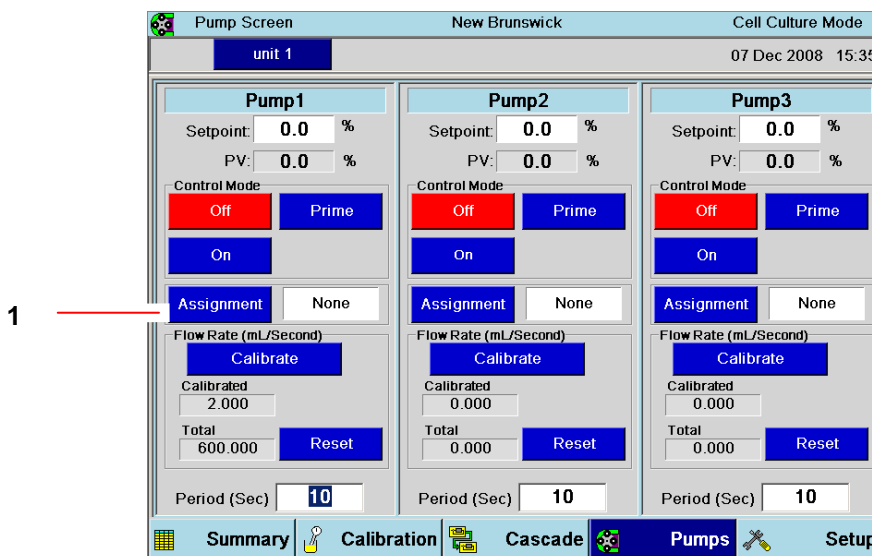 Pump Screen New Brunswick Cell Culture Mode
unit 1 07 Dec 2008 15:35
Pump1 Pump2 Pump3
Setpoint: 0.0 % Setpoint: 0.0 % Setpoint: 0.0 %
PV: 0.0 % PV: 0.0 % PV: 0.0 %
Control Mode Control Mode Control Mode
Off Prime Off Prime Off Prime
On On On
1 Assignment None Assignment None Assignment None
Flow Rate (mL/Second) Flow Rate (mL/Second) Flow Rate (mL/Second)
Calibrate Calibrate Calibrate
Calibrated Calibrated Calibrated
2.000 0.000 0.000
Total Total Total
600.000 Reset 0.000 Reset 0.000 Reset
Period (Sec) 10 Period (Sec) 10 Period (Sec) 10
Summary Calibration Cascade Pumps Setup